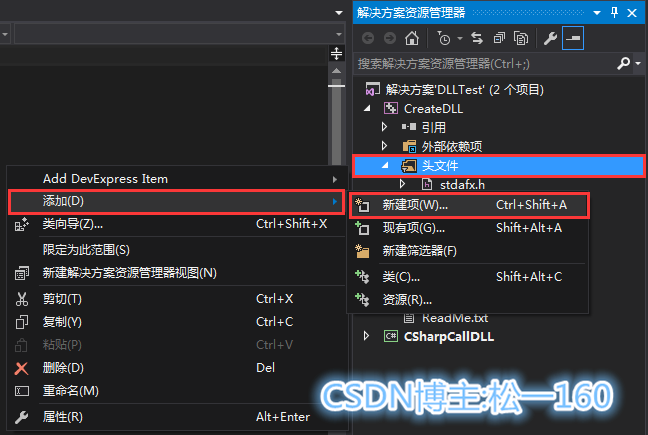 解决方案资源管理器
搜索解决方案资源管理器(Ctrl+;)
解决方案'DLLTest' (2 个项目)
CreateDLL
引用
外部依赖项
头文件
stdafx.h
Add DevExpress Item
添加(D)
类向导(Z)... Ctrl+Shift+X
限定为此范围(S)
新建解决方案资源管理器视图(N)
剪切(T) Ctrl+X
复制(Y) Ctrl+C
粘贴(P) Ctrl+V
删除(D) Del
重命名(M)
属性(R) Alt+Enter
新建项(W)... Ctrl+Shift+A
现有项(G)... Shift+Alt+A
新建筛选器(F)
类(C)... Shift+Alt+C
资源(R)...
ReadMe.txt
C# CSharpCallDLL
CSDN博主:松一160